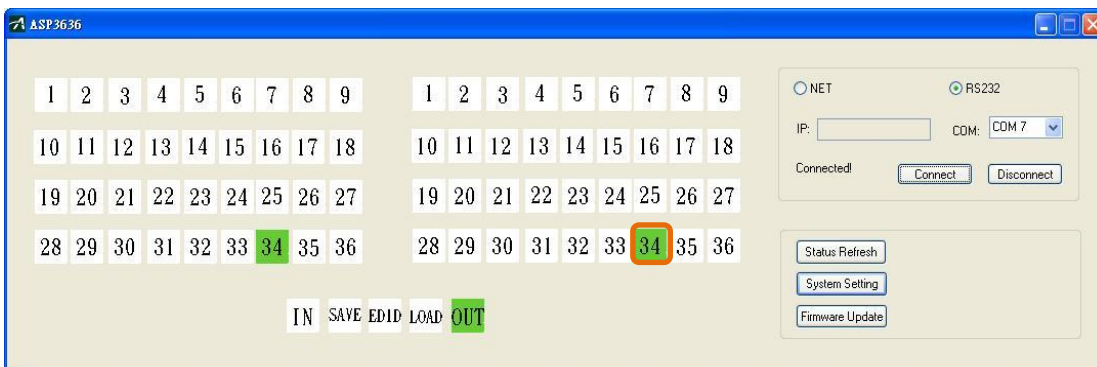 ASP3636
1 2 3 4 5 6 7 8 9
10 11 12 13 14 15 16 17 18
19 20 21 22 23 24 25 26 27
28 29 30 31 32 33 34 35 36
1 2 3 4 5 6 7 8 9
10 11 12 13 14 15 16 17 18
19 20 21 22 23 24 25 26 27
28 29 30 31 32 33 34 35 36
IN SAVE EDID LOAD OUT
NET RS232
IP: COM: COM 7
Connected! Connect Disconnect
Status Refresh
System Setting
Firmware Update